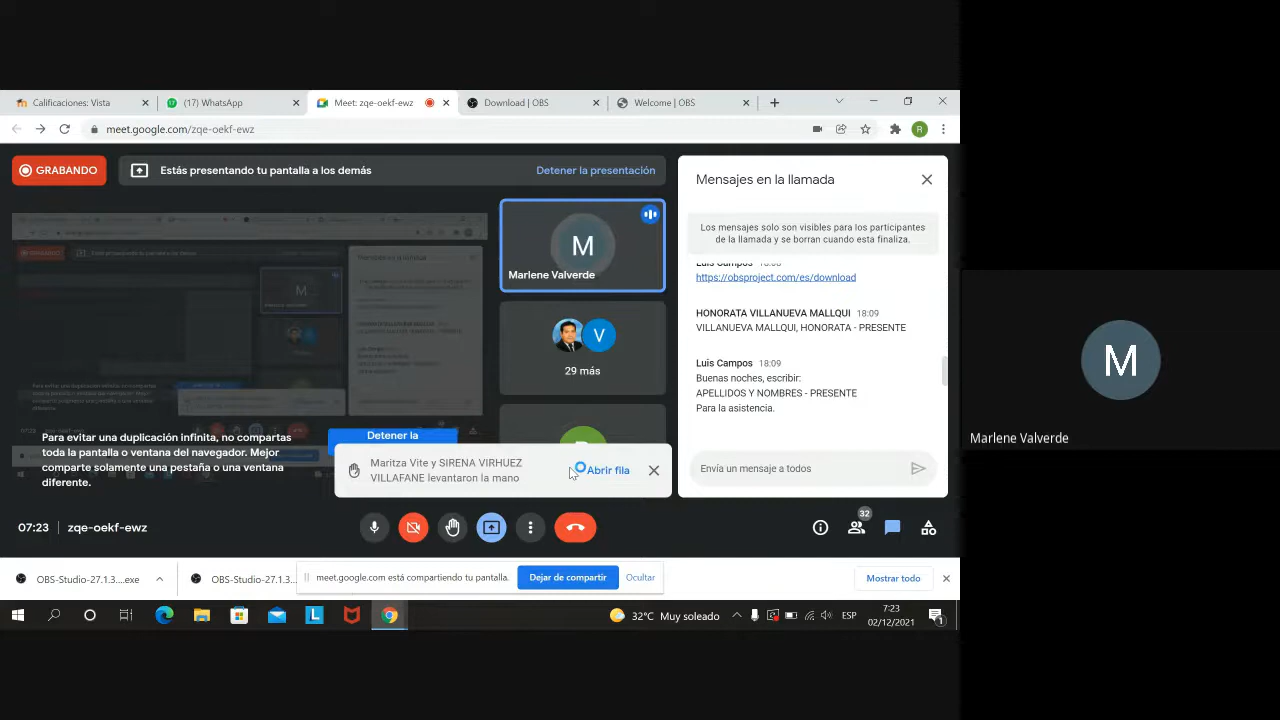 Calificaciones: Vista
(17) WhatsApp
Meet: zqe-oekf-ewz
Download | OBS
Welcome | OBS
meet.google.com/zqe-oekf-ewz
R
GRABANDO
Estás presentando tu pantalla a los demás
Detener la presentación
M
Marlene Valverde
V
29 más
Para evitar una duplicación infinita, no compartas
toda la pantalla o ventana del navegador. Mejor
comparte solamente una pestaña o una ventana
diferente.
Detener la
Maritza Vite y SIRENA VIRHUEZ
VILLAFANE levantaron la mano
Abrir fila
Mensajes en la llamada
Los mensajes solo son visibles para los participantes
de la llamada y se borran cuando esta finaliza.
Luis Campos
https://obsproject.com/es/download
HONORATA VILLANUEVA MALLQUI 18:09
VILLANUEVA MALLQUI, HONORATA - PRESENTE
Luis Campos 18:09
Buenas noches, escribir:
APELLIDOS Y NOMBRES - PRESENTE
Para la asistencia.
Envía un mensaje a todos
07:23 | zqe-oekf-ewz
32
OBS-Studio-27.1.3....exe
OBS-Studio-27.1.3...
meet.google.com está compartiendo tu pantalla.
Dejar de compartir
Ocultar
Mostrar todo
L
32°C Muy soleado
ESP
7:23
02/12/2021
1
M
Marlene Valverde